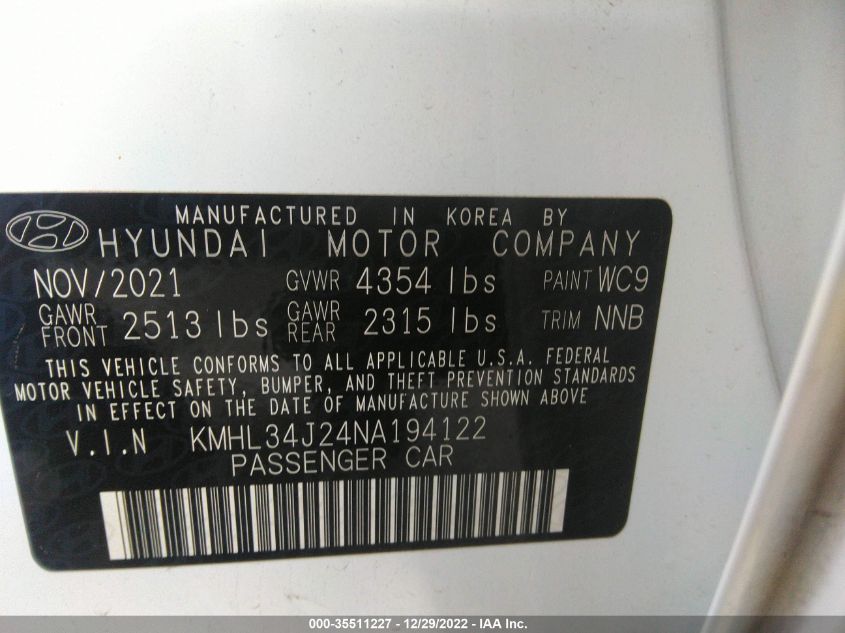 MANUFACTURED IN KOREA BY
HYUNDAI MOTOR COMPANY
NOV/2021 GVWR 4354 lbs PAINT WC9
GAWR FRONT 2513 lbs GAWR REAR 2315 lbs TRIM NNB
THIS VEHICLE CONFORMS TO ALL APPLICABLE U.S.A. FEDERAL
MOTOR VEHICLE SAFETY, BUMPER, AND THEFT PREVENTION STANDARDS
IN EFFECT ON THE DATE OF MANUFACTURE SHOWN ABOVE
V.I.N KMHL34J24NA194122
PASSENGER CAR
000-35511227 - 12/29/2022 - IAA Inc.